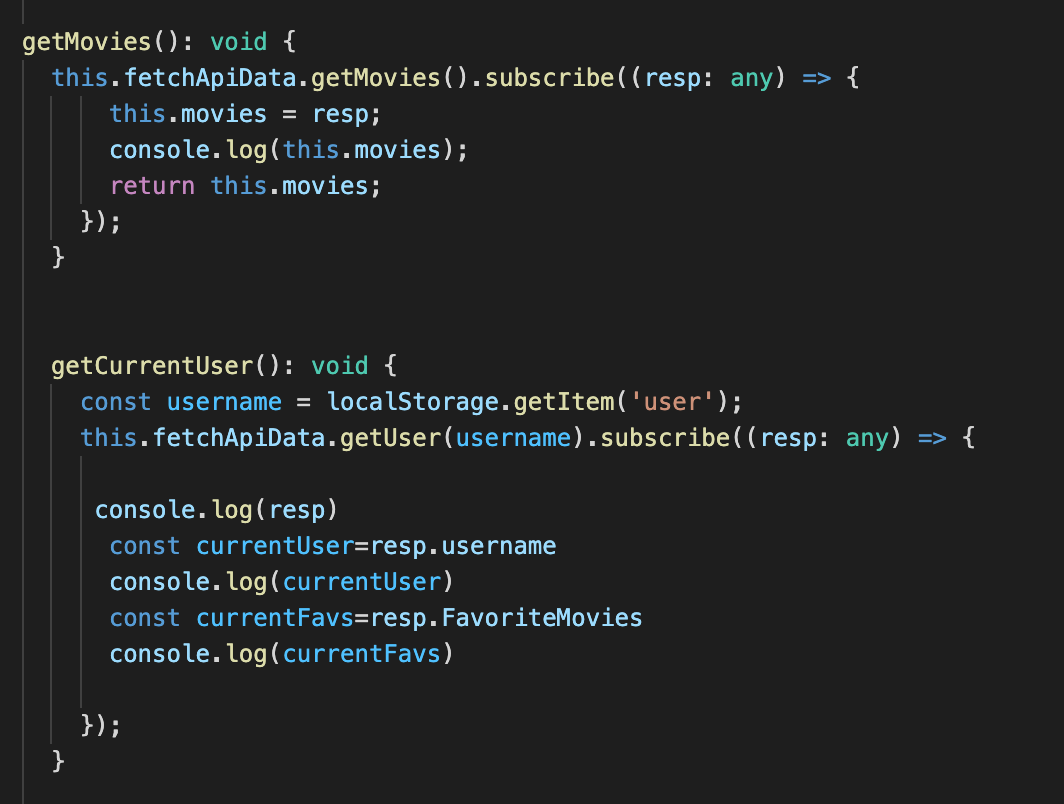 getMovies(): void {
  this.fetchApiData.getMovies().subscribe((resp: any) => {
      this.movies = resp;
      console.log(this.movies);
      return this.movies;
    });
  }
  getCurrentUser(): void {
    const username = localStorage.getItem('user');
    this.fetchApiData.getUser(username).subscribe((resp: any) => {
     console.log(resp)
      const currentUser=resp.username
      console.log(currentUser)
      const currentFavs=resp.FavoriteMovies
      console.log(currentFavs)
    });
  }